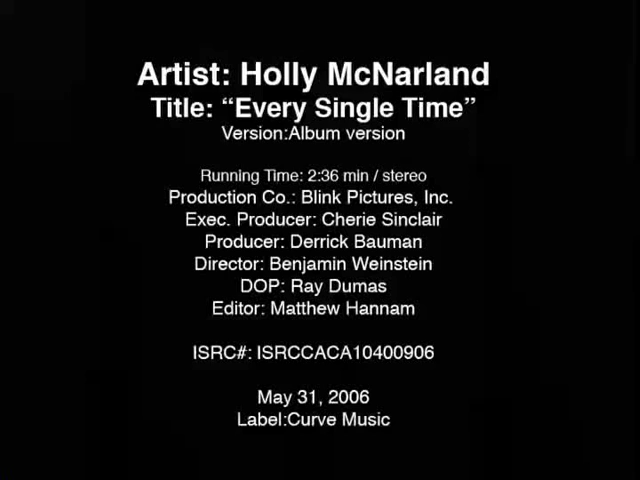 Artist: Holly McNarland
Title: “Every Single Time”
Version:Album version
Running Time: 2:36 min / stereo
Production Co.: Blink Pictures, Inc.
Exec. Producer: Cherie Sinclair
Producer: Derrick Bauman
Director: Benjamin Weinstein
DOP: Ray Dumas
Editor: Matthew Hannam
ISRC#: ISRCCACA10400906
May 31, 2006
Label:Curve Music